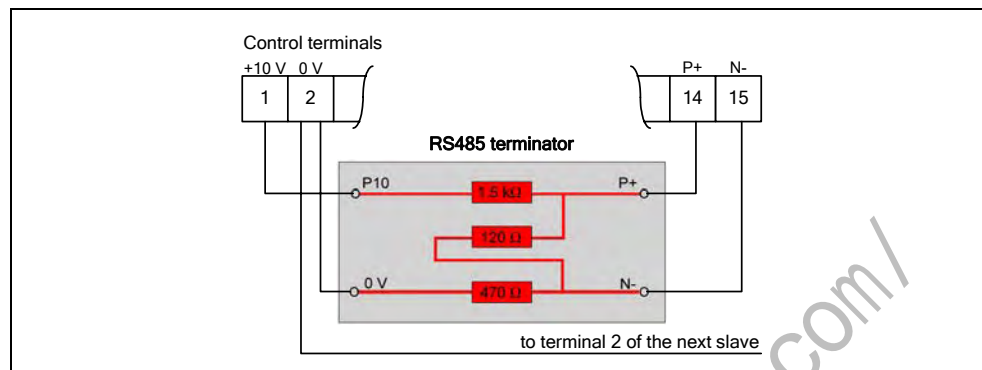 Control terminals
+10 V 0 V P+ N-
1 2 14 15
RS485 terminator
P10 1.5 kΩ P+
120 Ω
0 V 470 Ω N-
to terminal 2 of the next slave
com/